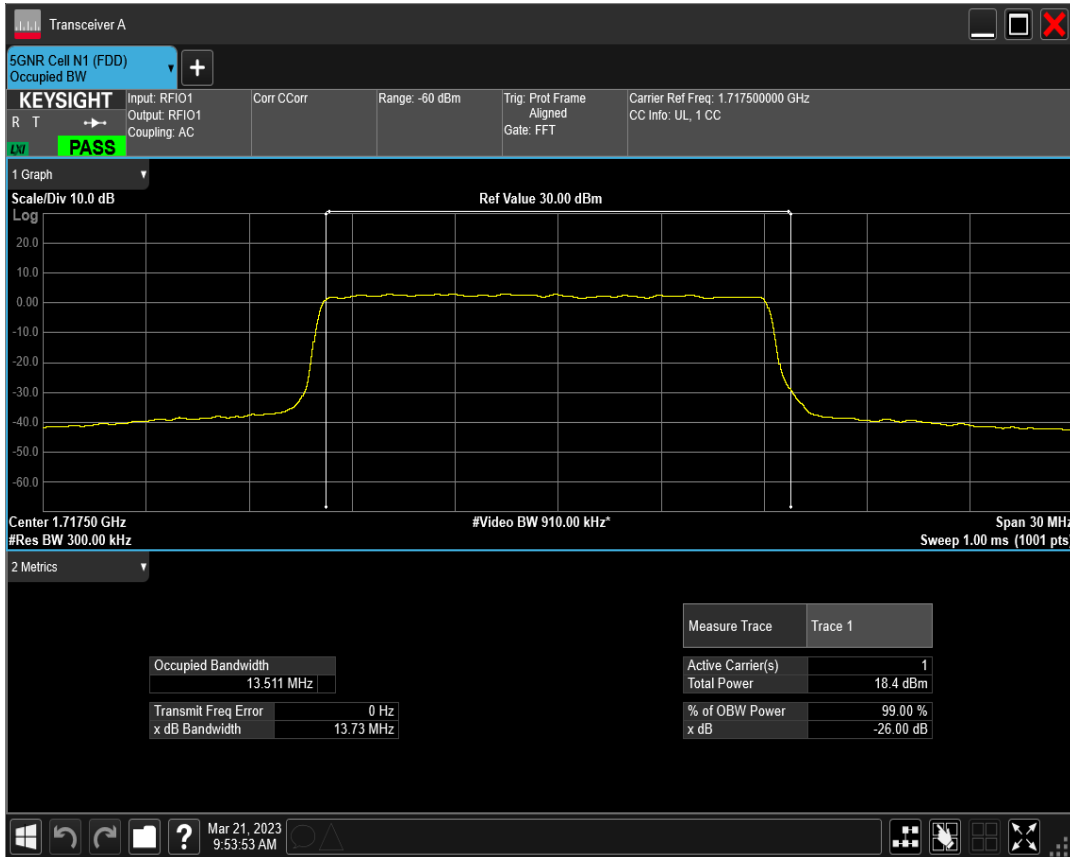 Transceiver A
5GNR Cell N1 (FDD)
Occupied BW
+
KEYSIGHT
R T
LXI
PASS
Input: RFIO1
Output: RFIO1
Coupling: AC
Corr CCorr
Range: -60 dBm
Trig: Prot Frame
Aligned
Gate: FFT
Carrier Ref Freq: 1.717500000 GHz
CC Info: UL, 1 CC
1 Graph
Scale/Div 10.0 dB
Ref Value 30.00 dBm
Log
20.0
10.0
0.00
-10.0
-20.0
-30.0
-40.0
-50.0
-60.0
Center 1.71750 GHz
#Video BW 910.00 kHz*
Span 30 MHz
#Res BW 300.00 kHz
Sweep 1.00 ms (1001 pts)
2 Metrics
Measure Trace Trace 1
Occupied Bandwidth
13.511 MHz
Active Carrier(s) 1
Total Power 18.4 dBm
Transmit Freq Error 0 Hz
x dB Bandwidth 13.73 MHz
% of OBW Power 99.00 %
x dB -26.00 dB
?
Mar 21, 2023
9:53:53 AM